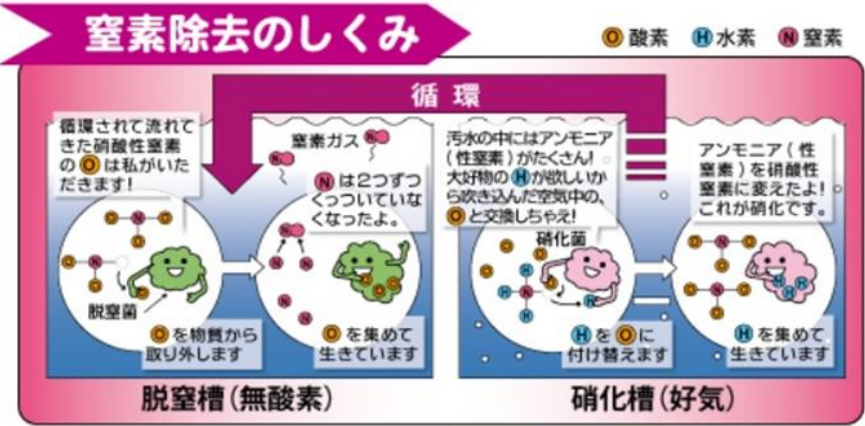 窒素除去のしくみ
O 酸素 H 水素 N 窒素
循環
循環されて流れて
きた硝酸性窒素
の O は私がいた
だきます!
脱窒菌
O を物質から
取り外します
窒素ガス
N は2つずつ
くっついていな
くなったよ。
O を集めて
生きています
脱窒槽(無酸素)
汚水の中にはアンモニア
(性窒素)がたくさん!
大好物の H が欲しいか
ら吹き込んだ空気中の、
O と交換しちゃえ!
硝化菌
H を O に
付け替えます
アンモニア(性
窒素)を硝酸性
窒素に変えたよ!
これが硝化です。
H を集めて
生きています
硝化槽(好気)